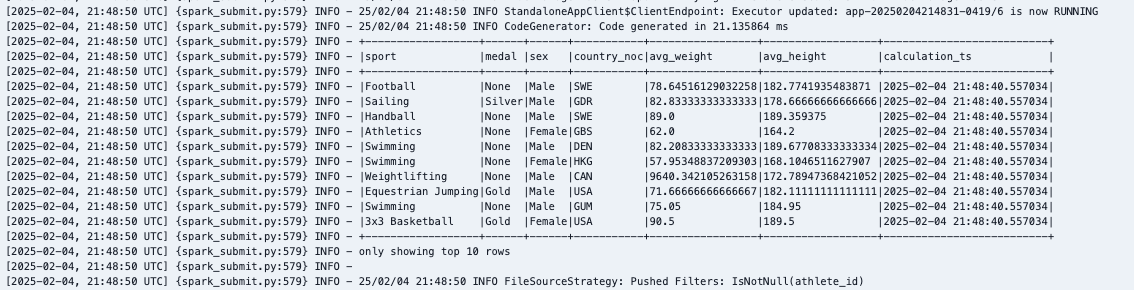 [2025-02-04, 21:48:50 UTC] {spark_submit.py:579} INFO - 25/02/04 21:48:50 INFO StandaloneAppClient$ClientEndpoint: Executor updated: app-20250204214831-0419/6 is now RUNNING
[2025-02-04, 21:48:50 UTC] {spark_submit.py:579} INFO - 25/02/04 21:48:50 INFO CodeGenerator: Code generated in 21.135864 ms
[2025-02-04, 21:48:50 UTC] {spark_submit.py:579} INFO - +-----------------+------+------+-----------+----------------+-----------------+--------------------------+
[2025-02-04, 21:48:50 UTC] {spark_submit.py:579} INFO - |sport            |medal |sex   |country_noc|avg_weight      |avg_height       |calculation_ts            |
[2025-02-04, 21:48:50 UTC] {spark_submit.py:579} INFO - +-----------------+------+------+-----------+----------------+-----------------+--------------------------+
[2025-02-04, 21:48:50 UTC] {spark_submit.py:579} INFO - |Football         |None  |Male  |SWE        |78.64516129032258|182.7741935483871 |2025-02-04 21:48:40.557034|
[2025-02-04, 21:48:50 UTC] {spark_submit.py:579} INFO - |Sailing          |Silver|Male  |GDR        |82.83333333333333|178.66666666666666|2025-02-04 21:48:40.557034|
[2025-02-04, 21:48:50 UTC] {spark_submit.py:579} INFO - |Handball         |None  |Male  |SWE        |89.0             |189.359375        |2025-02-04 21:48:40.557034|
[2025-02-04, 21:48:50 UTC] {spark_submit.py:579} INFO - |Athletics        |None  |Female|GBS        |62.0             |164.2             |2025-02-04 21:48:40.557034|
[2025-02-04, 21:48:50 UTC] {spark_submit.py:579} INFO - |Swimming         |None  |Male  |DEN        |82.20833333333333|189.67708333333334|2025-02-04 21:48:40.557034|
[2025-02-04, 21:48:50 UTC] {spark_submit.py:579} INFO - |Swimming         |None  |Female|HKG        |57.95348837209303|168.1046511627907 |2025-02-04 21:48:40.557034|
[2025-02-04, 21:48:50 UTC] {spark_submit.py:579} INFO - |Weightlifting    |None  |Male  |CAN        |9640.342105263158|172.78947368421052|2025-02-04 21:48:40.557034|
[2025-02-04, 21:48:50 UTC] {spark_submit.py:579} INFO - |Equestrian Jumping|Gold  |Male  |USA        |71.66666666666667|182.11111111111111|2025-02-04 21:48:40.557034|
[2025-02-04, 21:48:50 UTC] {spark_submit.py:579} INFO - |Swimming         |None  |Male  |GUM        |75.05            |184.95            |2025-02-04 21:48:40.557034|
[2025-02-04, 21:48:50 UTC] {spark_submit.py:579} INFO - |3x3 Basketball   |Gold  |Female|USA        |90.5             |189.5             |2025-02-04 21:48:40.557034|
[2025-02-04, 21:48:50 UTC] {spark_submit.py:579} INFO - +-----------------+------+------+-----------+----------------+-----------------+--------------------------+
[2025-02-04, 21:48:50 UTC] {spark_submit.py:579} INFO - only showing top 10 rows
[2025-02-04, 21:48:50 UTC] {spark_submit.py:579} INFO -
[2025-02-04, 21:48:50 UTC] {spark_submit.py:579} INFO - 25/02/04 21:48:50 INFO FileSourceStrategy: Pushed Filters: IsNotNull(athlete_id)